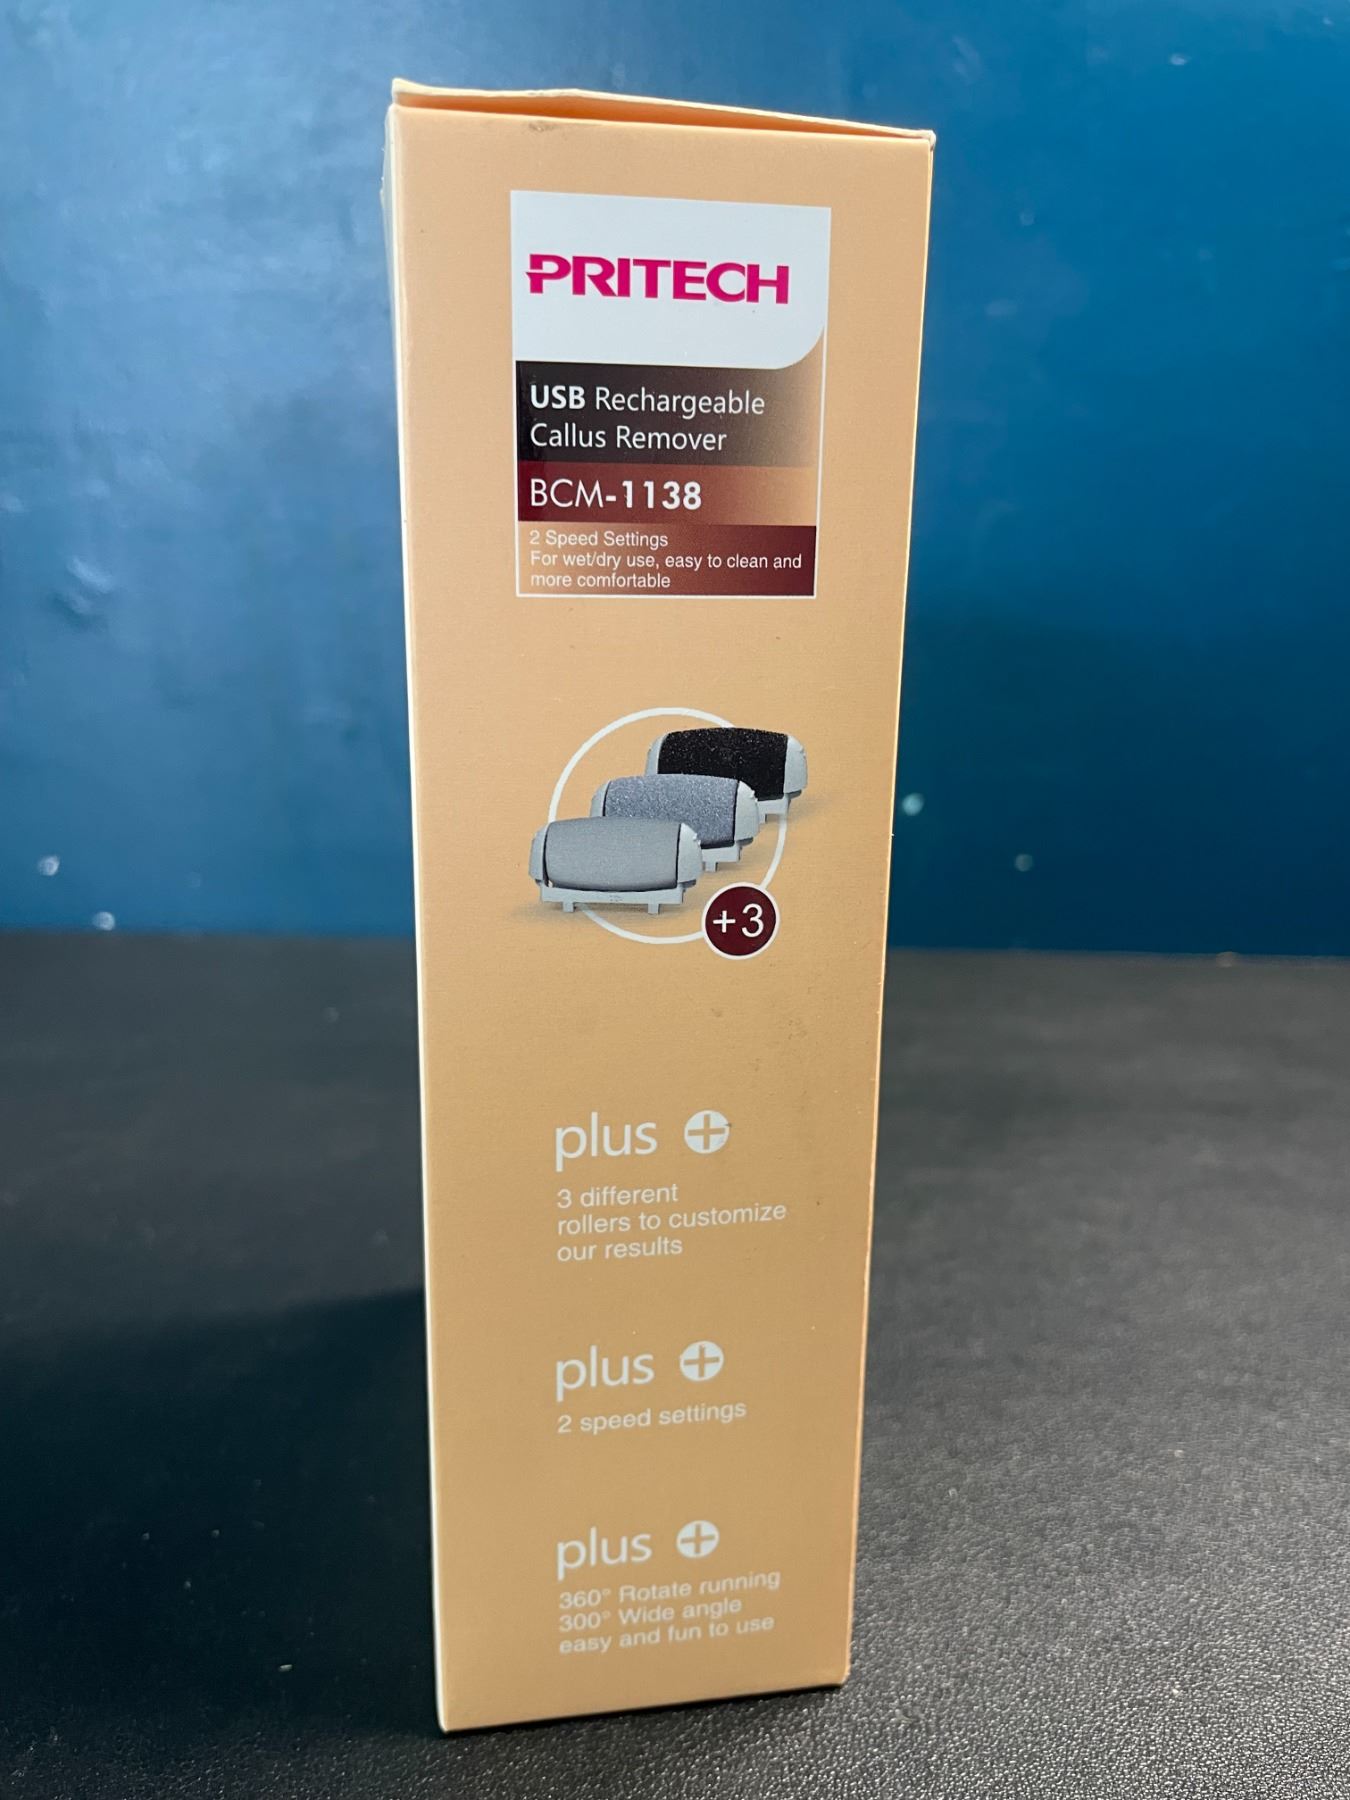 PRITECH
USB Rechargeable
Callus Remover
BCM-1138
2 Speed Settings
For wet/dry use, easy to clean and
more comfortable
+3
plus +
3 different
rollers to customize
our results
plus +
2 speed settings
plus +
360° Rotate running
300° Wide angle
easy and fun to use